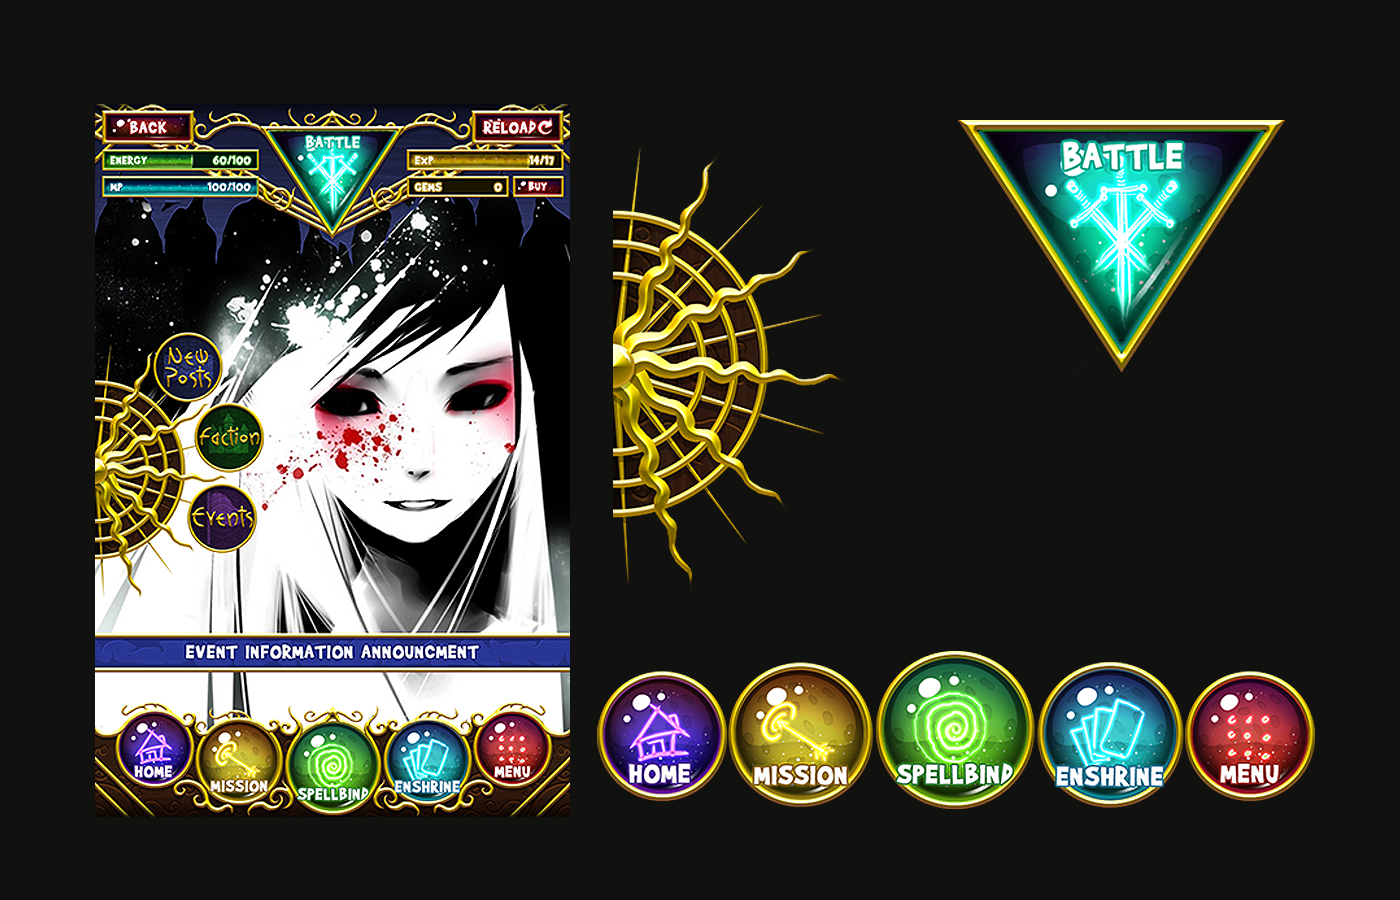 BACK
RELOAD
BATTLE
ENERGY 60/100
EXP 14/17
MP 100/100
GEMS 0
BUY
New
Posts
Faction
Events
EVENT INFORMATION ANNOUNCMENT
HOME
MISSION
SPELLBIND
ENSHRINE
MENU
BATTLE
HOME
MISSION
SPELLBIND
ENSHRINE
MENU